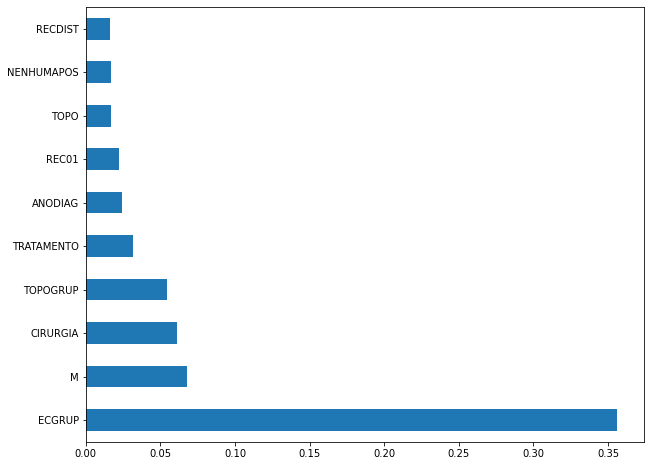 RECDIST
NENHUMAPOS
TOPO
REC01
ANODIAG
TRATAMENTO
TOPOGRUP
CIRURGIA
M
ECGRUP
0.00 0.05 0.10 0.15 0.20 0.25 0.30 0.35